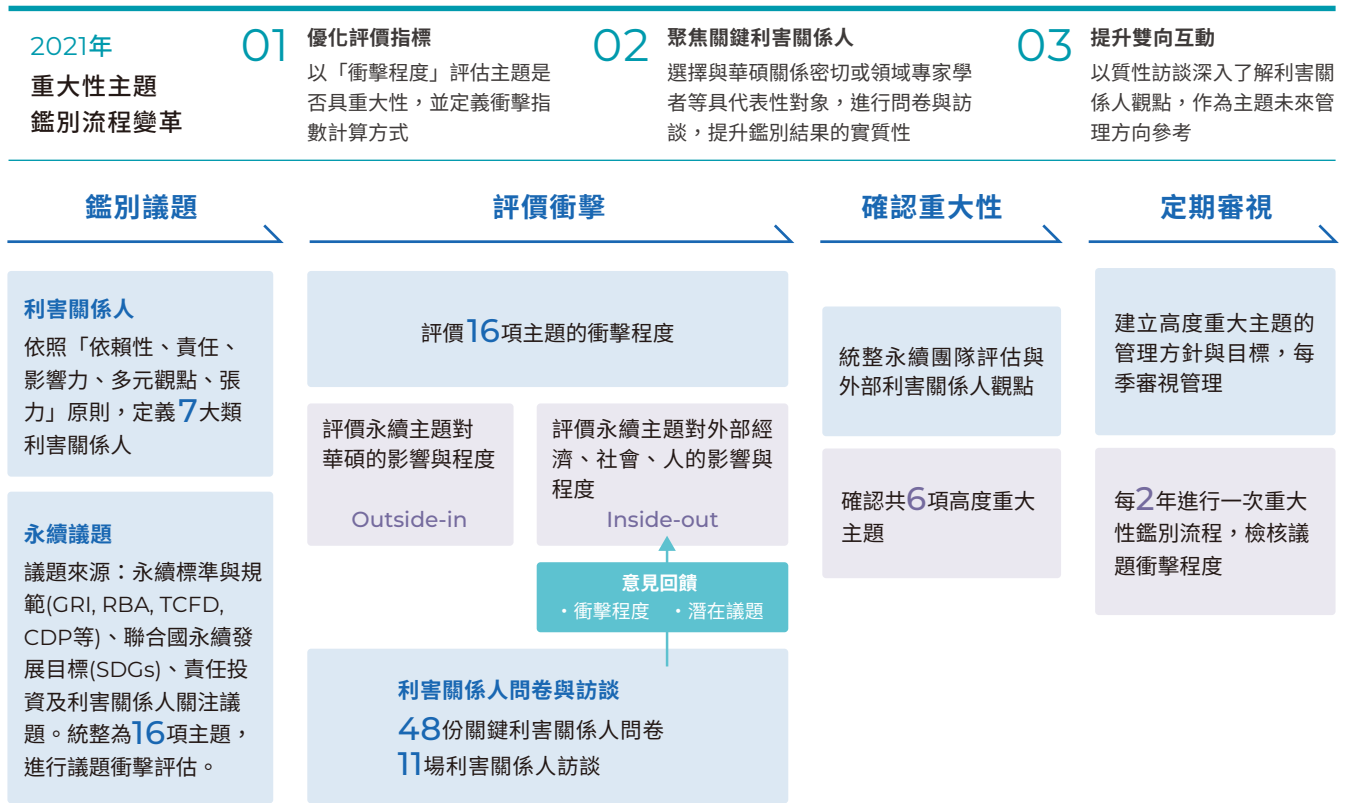 2021年
重大性主題
鑑別流程變革
01
優化評價指標
以「衝擊程度」評估主題是
否具重大性，並定義衝擊指
數計算方式
02
聚焦關鍵利害關係人
選擇與華碩關係密切或領域專家學
者等具代表性對象，進行問卷與訪
談，提升鑑別結果的實質性
03
提升雙向互動
以質性訪談深入了解利害關
係人觀點，作為主題未來管
理方向參考
鑑別議題
利害關係人
依照「依賴性、責任、
影響力、多元觀點、張
力」原則，定義7大類
利害關係人
永續議題
議題來源：永續標準與規
範(GRI, RBA, TCFD,
CDP等)、聯合國永續發
展目標(SDGs)、責任投
資及利害關係人關注議
題。統整為16項主題，
進行議題衝擊評估。
評價衝擊
評價16項主題的衝擊程度
評價永續主題對
華碩的影響與程度
Outside-in
評價永續主題對外部經
濟、社會、人的影響與
程度
Inside-out
意見回饋
・衝擊程度 ・潛在議題
利害關係人問卷與訪談
48份關鍵利害關係人問卷
11場利害關係人訪談
確認重大性
統整永續團隊評估與
外部利害關係人觀點
確認共6項高度重大
主題
定期審視
建立高度重大主題的
管理方針與目標，每
季審視管理
每2年進行一次重大
性鑑別流程，檢核議
題衝擊程度